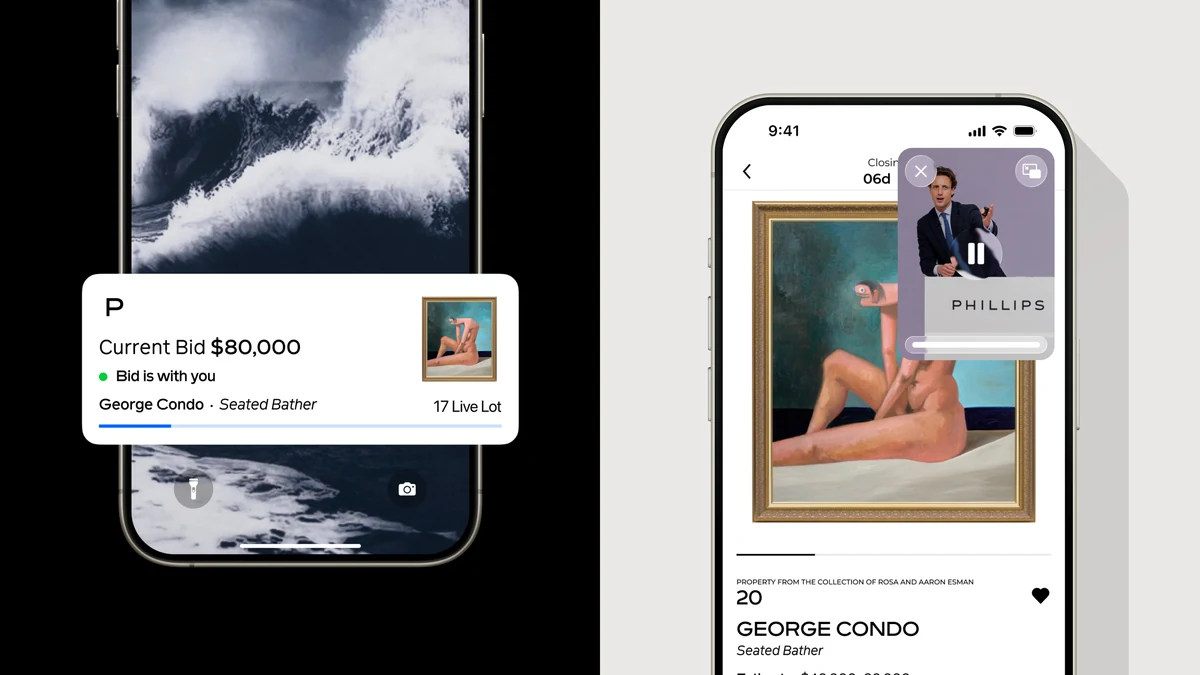 P
Current Bid $80,000
Bid is with you
George Condo · Seated Bather
17 Live Lot
9:41
06d
PHILLIPS
PROPERTY FROM THE COLLECTION OF ROSA AND AARON ESMAN
20
GEORGE CONDO
Seated Bather